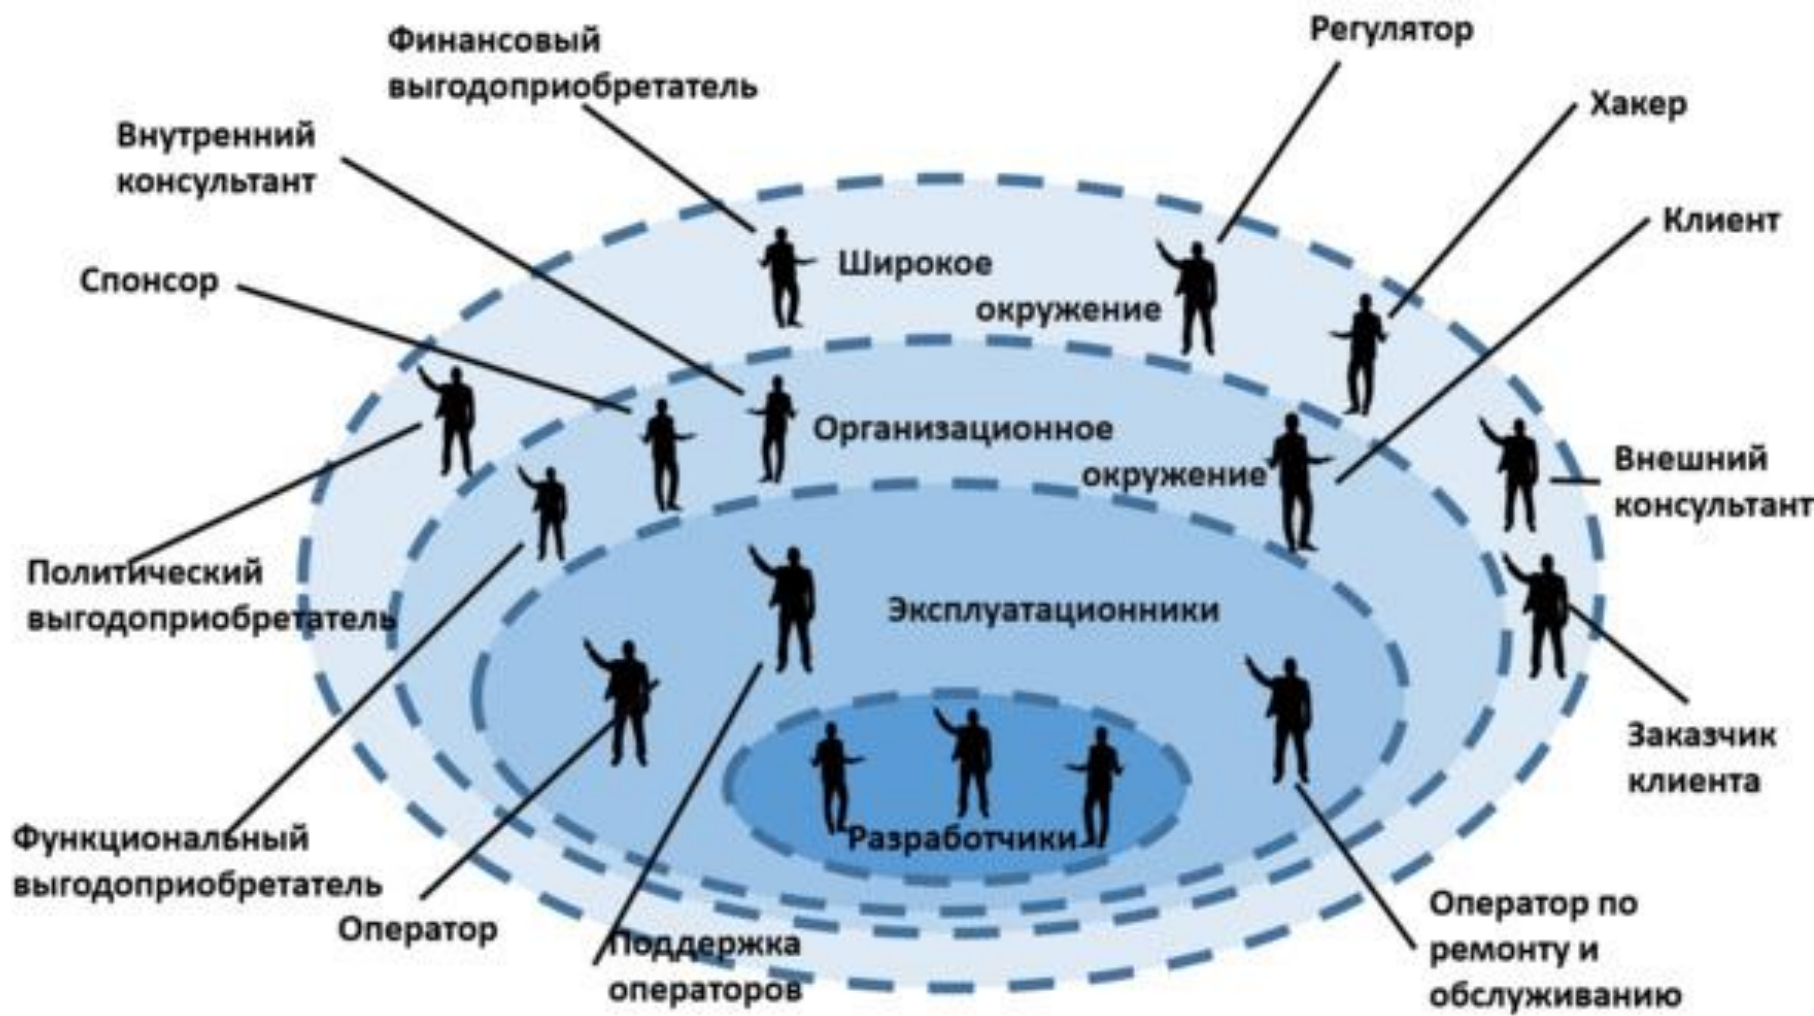 Финансовый
выгодоприобретатель
Регулятор
Хакер
Внутренний
консультант
Клиент
Спонсор
Широкое
окружение
Организационное
окружение
Внешний
консультант
Политический
выгодоприобретатель
Эксплуатационники
Заказчик
клиента
Функциональный
выгодоприобретатель
Разработчики
Оператор
Поддержка
операторов
Оператор по
ремонту и
обслуживанию